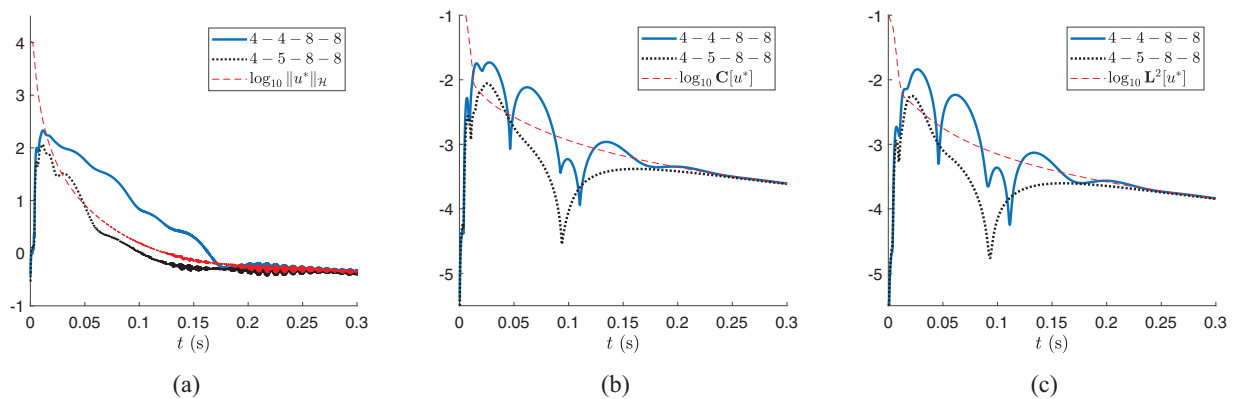 4
3
2
1
0
-1
0 0.05 0.1 0.15 0.2 0.25 0.3
t (s)
4 − 4 − 8 − 8
4 − 5 − 8 − 8
log₁₀ ‖u*‖_ℋ
(a)
-1
-2
-3
-4
-5
0 0.05 0.1 0.15 0.2 0.25 0.3
t (s)
4 − 4 − 8 − 8
4 − 5 − 8 − 8
log₁₀ C[u*]
(b)
-1
-2
-3
-4
-5
0 0.05 0.1 0.15 0.2 0.25 0.3
t (s)
4 − 4 − 8 − 8
4 − 5 − 8 − 8
log₁₀ L²[u*]
(c)